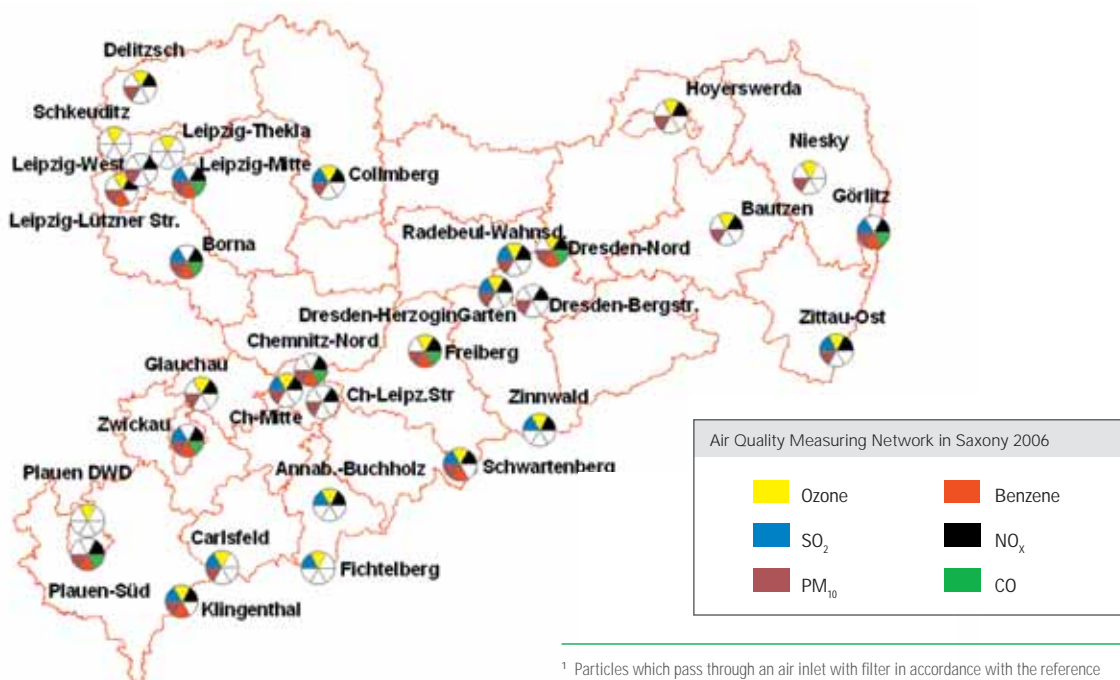 Delitzsch
Schkeuditz
Leipzig-Thekla
Leipzig-West
Leipzig-Mitte
Leipzig-Lützner Str.
Collmberg
Borna
Hoyerswerda
Niesky
Görlitz
Bautzen
Radebeul-Wahnsd.
Dresden-Nord
Dresden-HerzoginGarten
Dresden-Bergstr.
Zittau-Ost
Chemnitz-Nord
Freiberg
Glauchau
Ch-Leipz.Str
Ch-Mitte
Zinnwald
Zwickau
Schwartenberg
Annab.-Buchholz
Plauen DWD
Carlsfeld
Fichtelberg
Plauen-Süd
Klingenthal
Air Quality Measuring Network in Saxony 2006
Ozone
Benzene
SO₂
NOₓ
PM₁₀
CO
¹ Particles which pass through an air inlet with filter in accordance with the reference